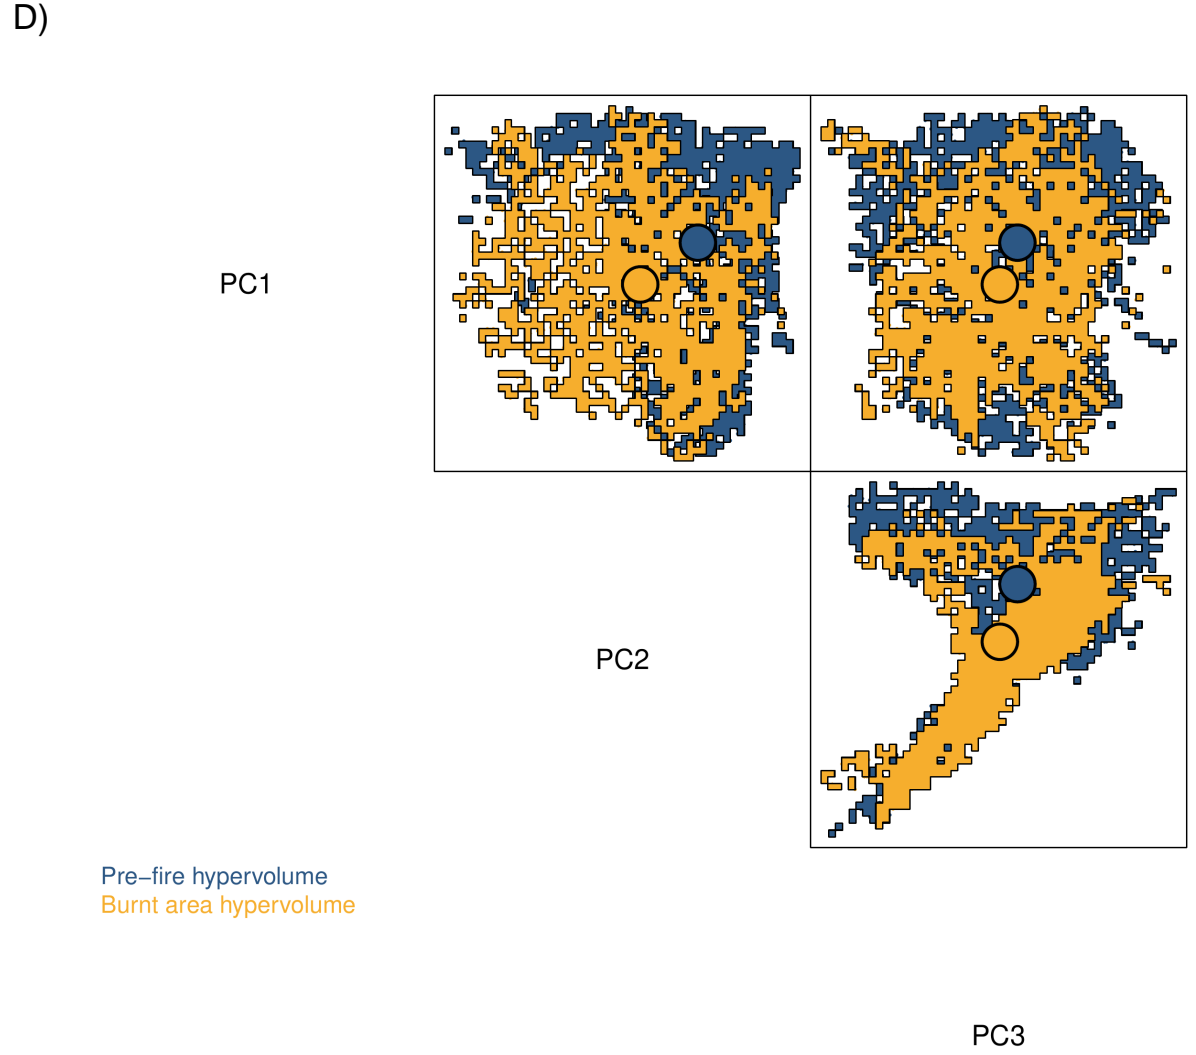 D)
PC1
PC2
Pre−fire hypervolume
Burnt area hypervolume
PC3